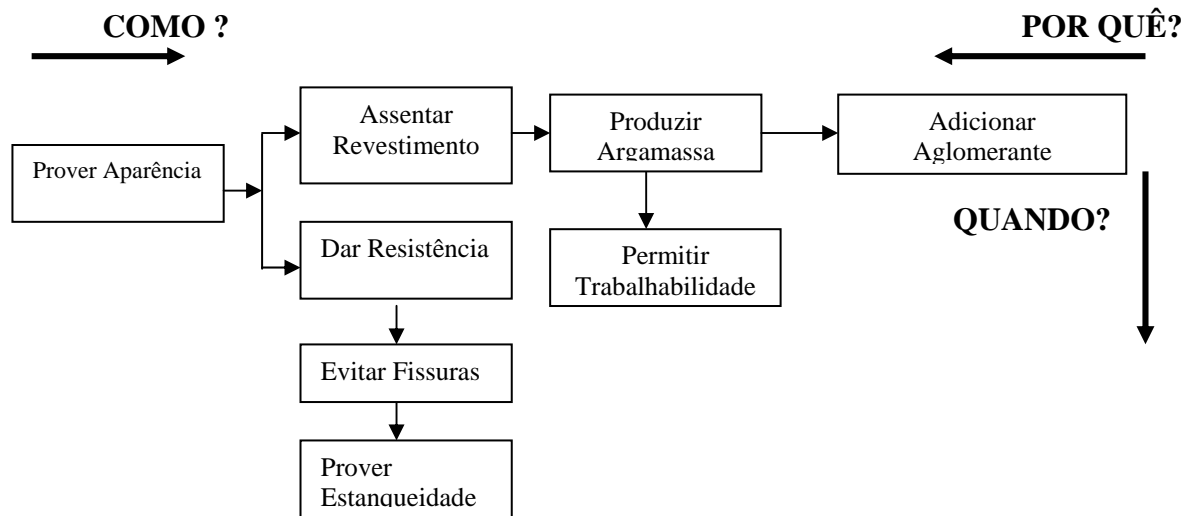 COMO ?
POR QUÊ?
Prover Aparência
Assentar
Revestimento
Produzir
Argamassa
Adicionar
Aglomerante
QUANDO?
Dar Resistência
Permitir
Trabalhabilidade
Evitar Fissuras
Prover
Estanqueidade